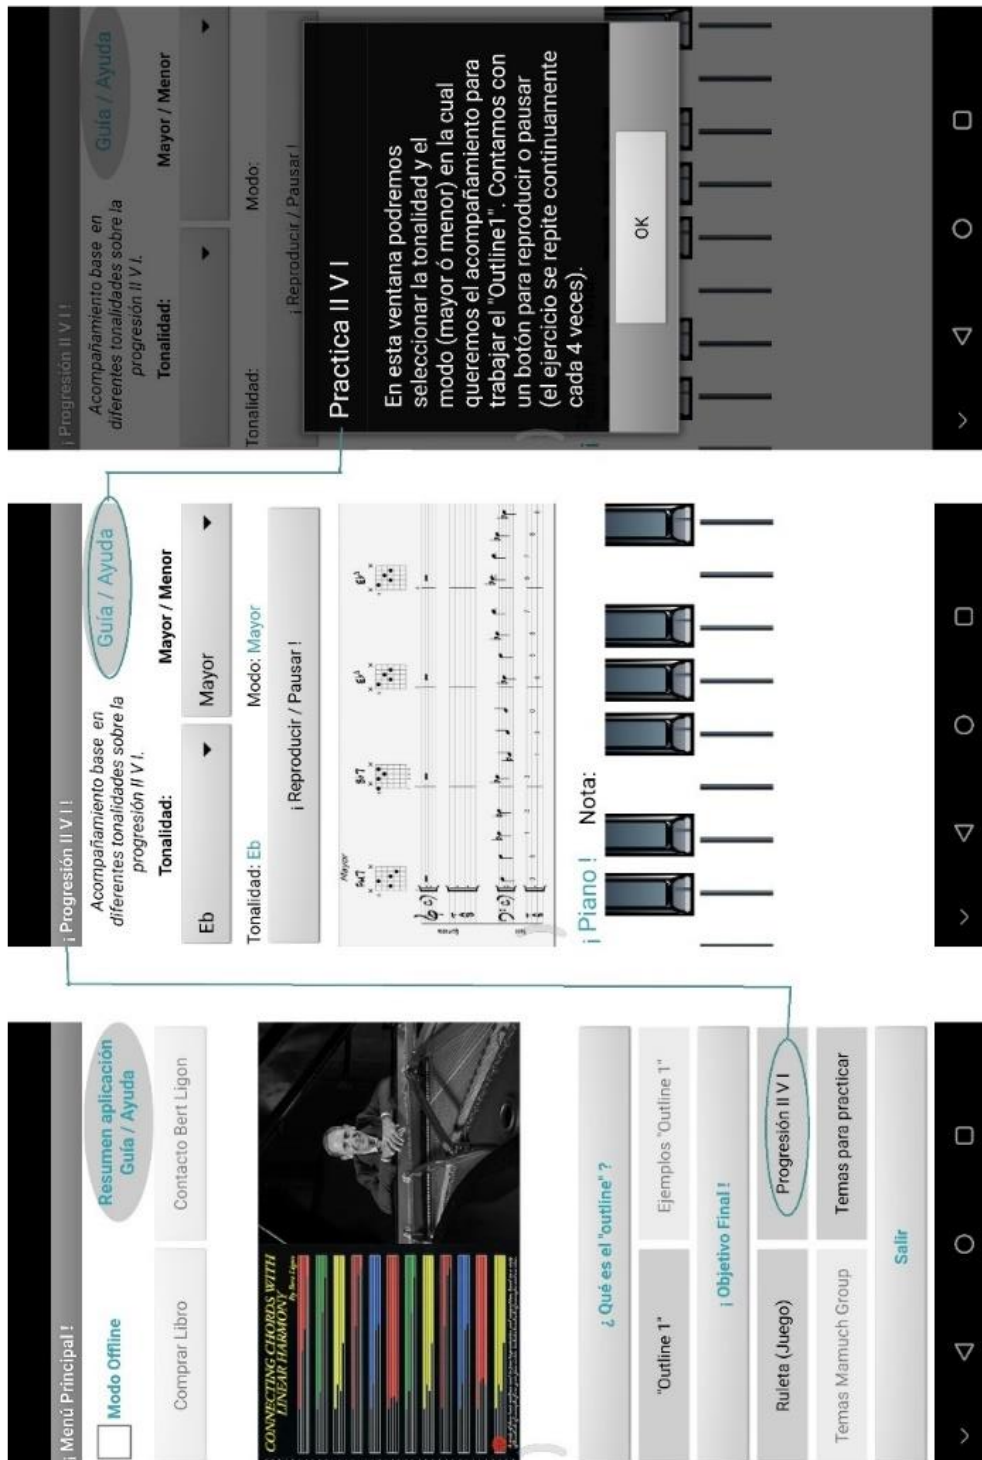 ¡ Menú Principal !
Modo Offline
Resumen aplicación
Guía / Ayuda
Comprar Libro
Contacto Bert Ligon
CONNECTING CHORDS WITH
LINEAR HARMONY
By Bert Ligon
¿ Qué es el "outline" ?
"Outline 1"
Ejemplos "Outline 1"
¡ Objetivo Final !
Ruleta (Juego)
Progresión II V I
Temas Mamuch Group
Temas para practicar
Salir
¡ Progresión II V I !
Acompañamiento base en
diferentes tonalidades sobre la
progresión II V I.
Guía / Ayuda
Tonalidad:
Mayor / Menor
Eb
Mayor
Tonalidad: Eb
Modo: Mayor
¡ Reproducir / Pausar !
Mayor
¡ Piano !
Nota:
¡ Progresión II V I !
Acompañamiento base en
diferentes tonalidades sobre la
progresión II V I.
Guía / Ayuda
Tonalidad:
Mayor / Menor
Tonalidad:
Modo:
¡ Reproducir / Pausar !
Practica II V I
En esta ventana podremos
seleccionar la tonalidad y el
modo (mayor ó menor) en la cual
queremos el acompañamiento para
trabajar el "Outline1". Contamos con
un botón para reproducir o pausar
(el ejercicio se repite continuamente
cada 4 veces).
OK